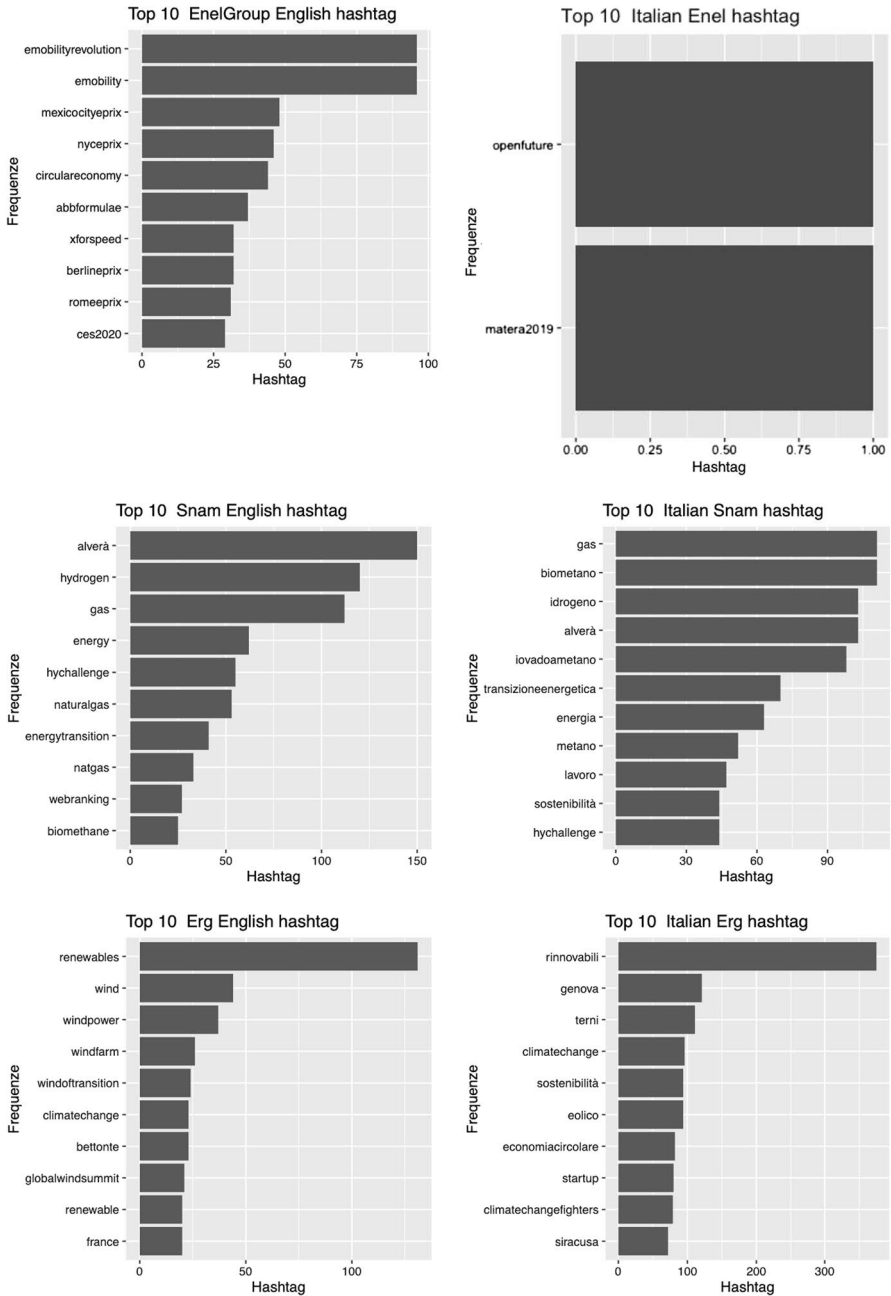 Top 10 EnelGroup English hashtag
emobilityrevolution
emobility
mexicocityeprix
nyceprix
circulareconomy
abbformulae
xforspeed
berlineprix
romeeprix
ces2020
Frequenze
0 25 50 75 100
Hashtag
Top 10 Italian Enel hashtag
openfuture
matera2019
Frequenze
0.00 0.25 0.50 0.75 1.00
Hashtag
Top 10 Snam English hashtag
alverà
hydrogen
gas
energy
hychallenge
naturalgas
energytransition
natgas
webranking
biomethane
Frequenze
0 50 100 150
Hashtag
Top 10 Italian Snam hashtag
gas
biometano
idrogeno
alverà
iovadoametano
transizioneenergetica
energia
metano
lavoro
sostenibilità
hychallenge
Frequenze
0 30 60 90
Hashtag
Top 10 Erg English hashtag
renewables
wind
windpower
windfarm
windoftransition
climatechange
bettonte
globalwindsummit
renewable
france
Frequenze
0 50 100
Hashtag
Top 10 Italian Erg hashtag
rinnovabili
genova
terni
climatechange
sostenibilità
eolico
economiacircolare
startup
climatechangefighters
siracusa
Frequenze
0 100 200 300
Hashtag